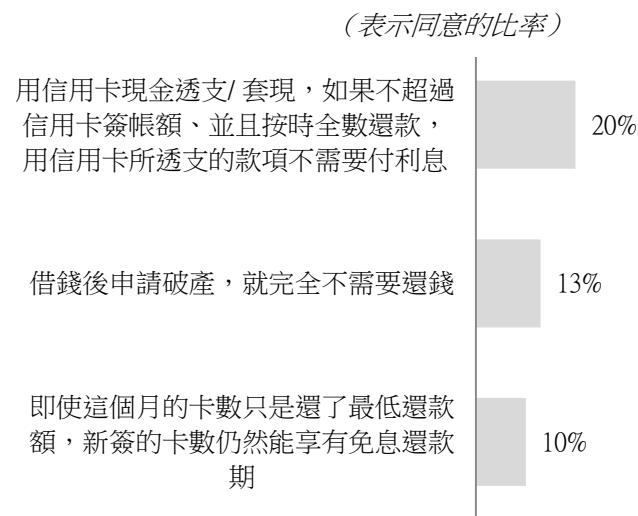 （表示同意的比率）
用信用卡現金透支/ 套現，如果不超過
信用卡簽帳額、並且按時全數還款，
用信用卡所透支的款項不需要付利息
20%
借錢後申請破產，就完全不需要還錢
13%
即使這個月的卡數只是還了最低還款
額，新簽的卡數仍然能享有免息還款
期
10%